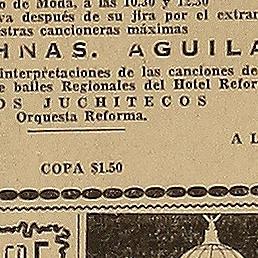 o de Moda, a las 10.30 y 12.30
va después de su jira por el extran
stras cancioneras máximas
HNAS. AGUILA
interpretaciones de las canciones de
e bailes Regionales del Hotel Refor
OS JUCHITECOS
Orquesta Reforma.
A L
COPA $1.50